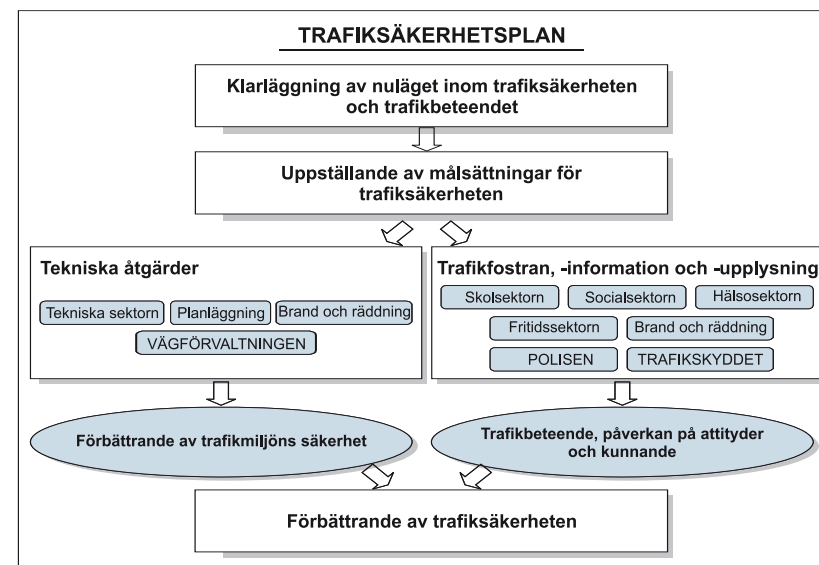 TRAFIKSÄKERHETSPLAN
Klarläggning av nuläget inom trafiksäkerheten
och trafikbeteendet
Uppställande av målsättningar för
trafiksäkerheten
Tekniska åtgärder
Tekniska sektorn
Planläggning
Brand och räddning
VÄGFÖRVALTNINGEN
Trafikfostran, -information och -upplysning
Skolsektorn
Socialsektorn
Hälsosektorn
Fritidssektorn
Brand och räddning
POLISEN
TRAFIKSKYDDET
Förbättrande av trafikmiljöns säkerhet
Trafikbeteende, påverkan på attityder
och kunnande
Förbättrande av trafiksäkerheten